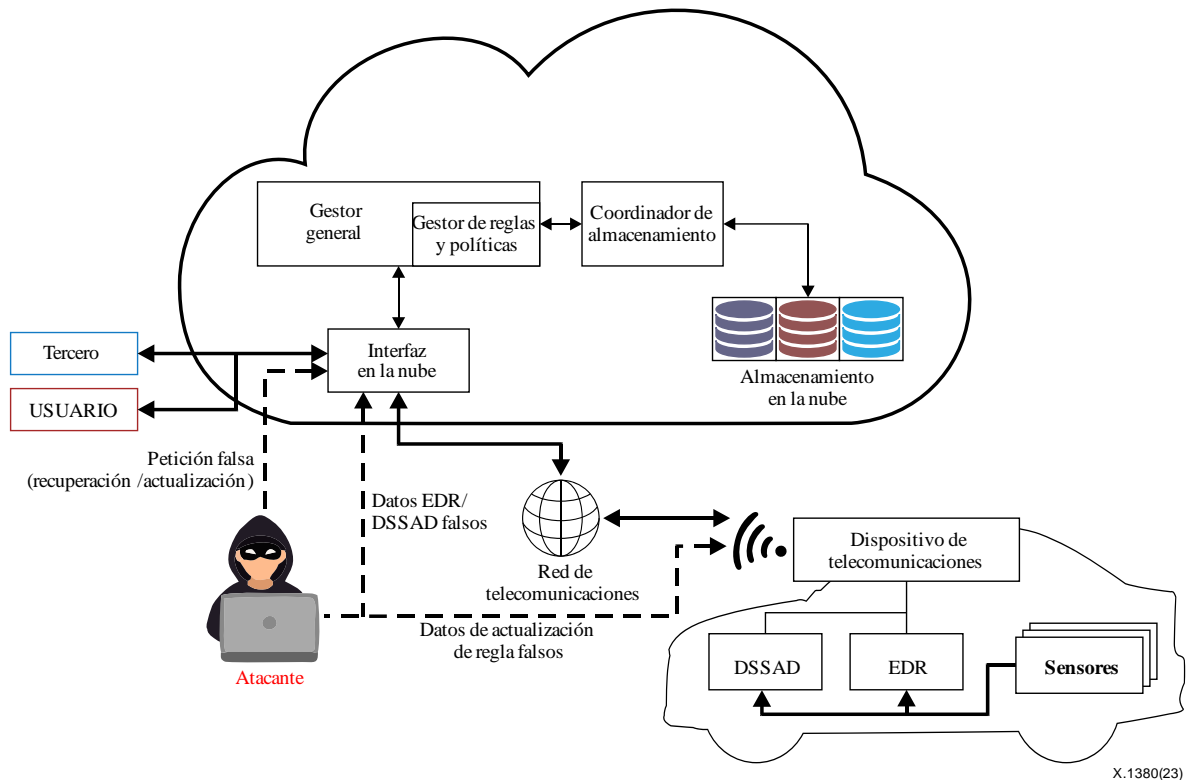 Gestor
general
Gestor de reglas
y políticas
Coordinador de
almacenamiento
Tercero
USUARIO
Interfaz
en la nube
Almacenamiento
en la nube
Petición falsa
(recuperación /actualización)
Datos EDR/
DSSAD falsos
Red de
telecomunicaciones
Dispositivo de
telecomunicaciones
Datos de actualización
de regla falsos
Atacante
DSSAD
EDR
Sensores
X.1380(23)